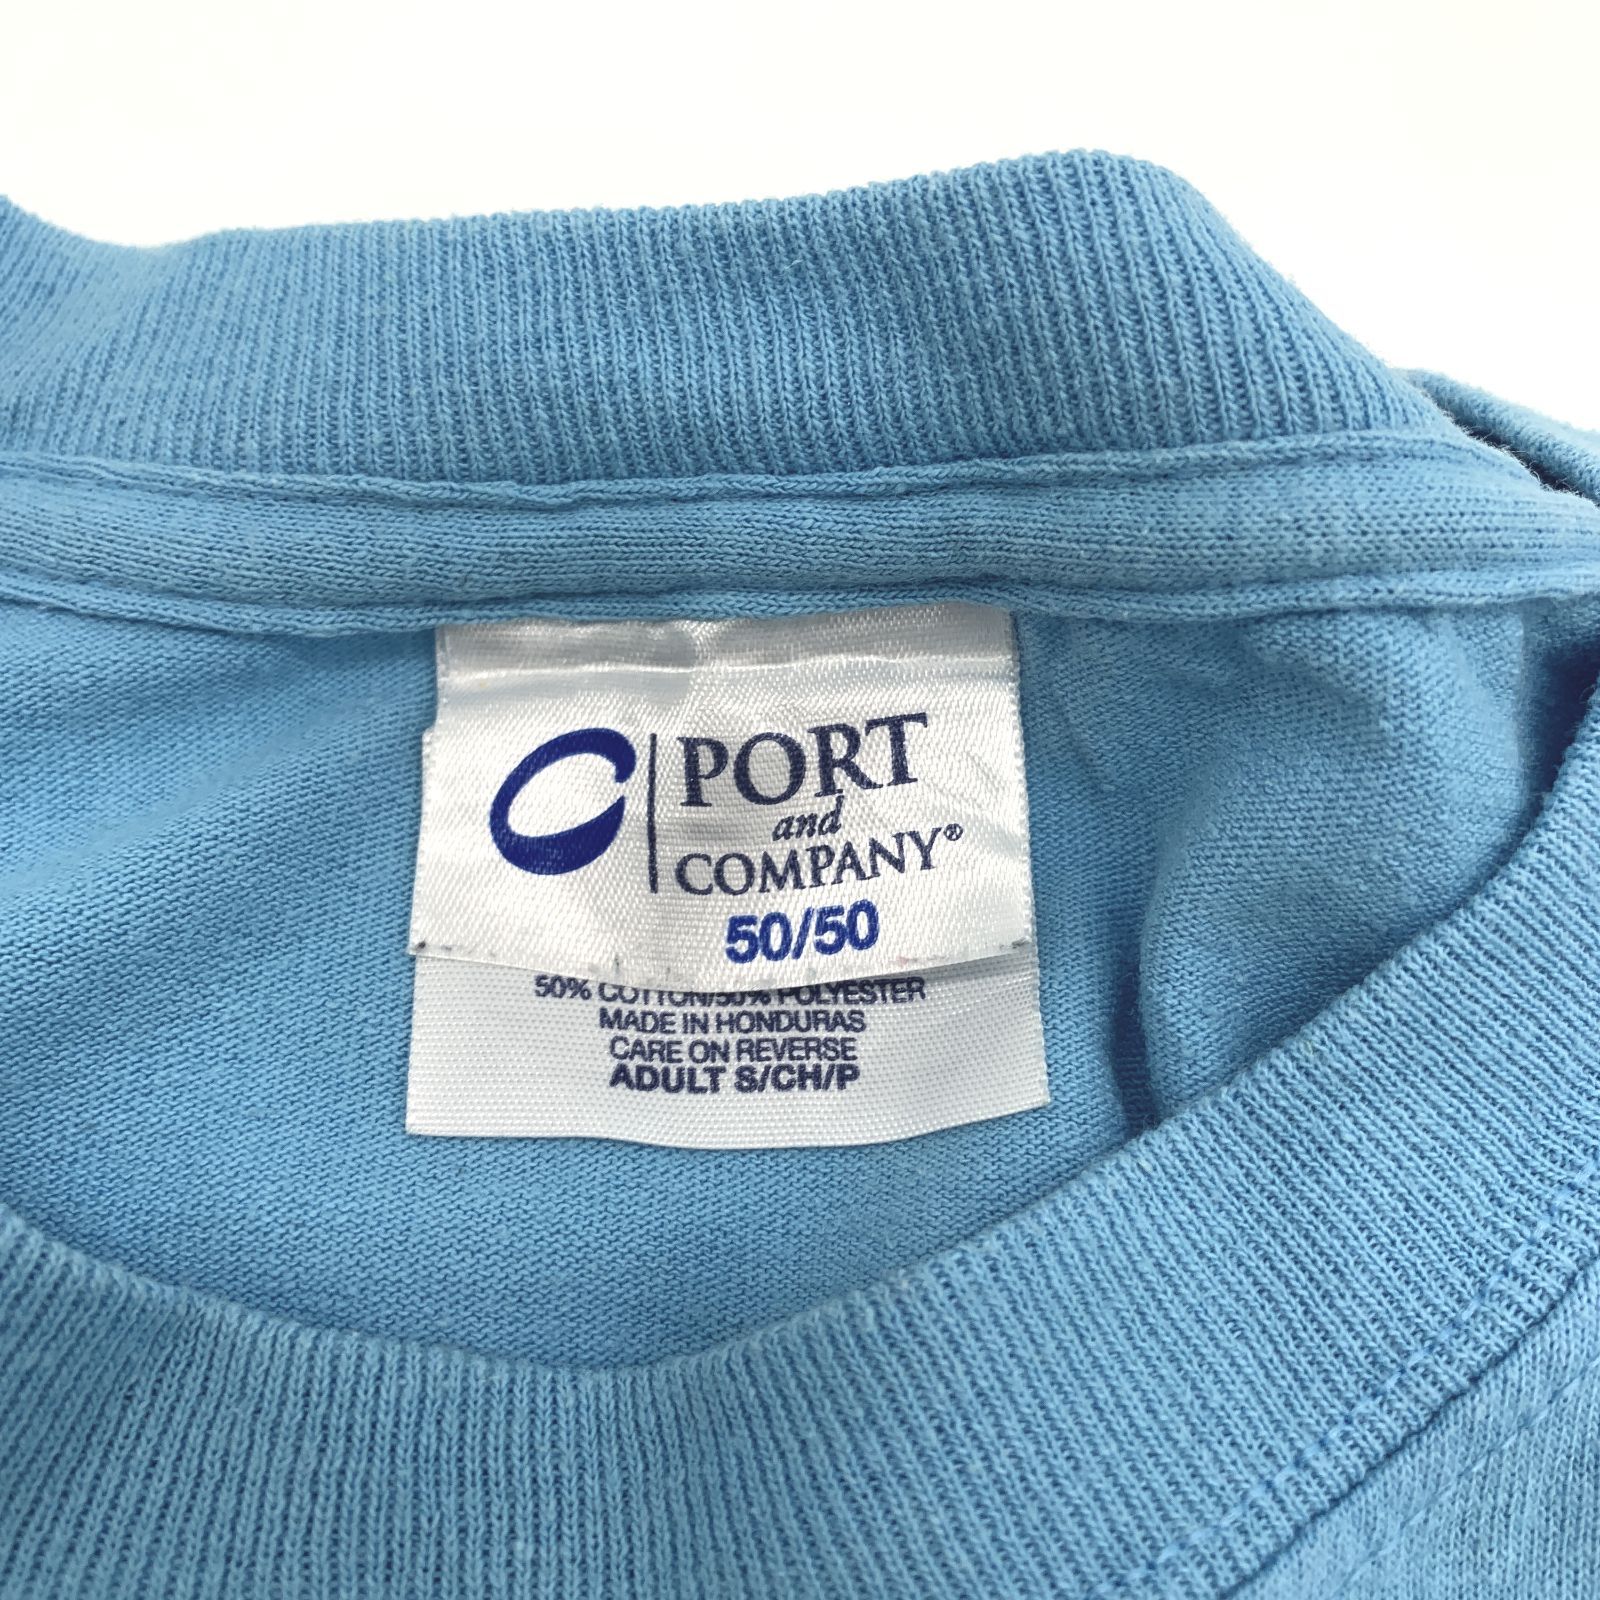 PORT
and
COMPANY®
50/50
50% COTTON/50% POLYESTER
MADE IN HONDURAS
CARE ON REVERSE
ADULT S/CH/P